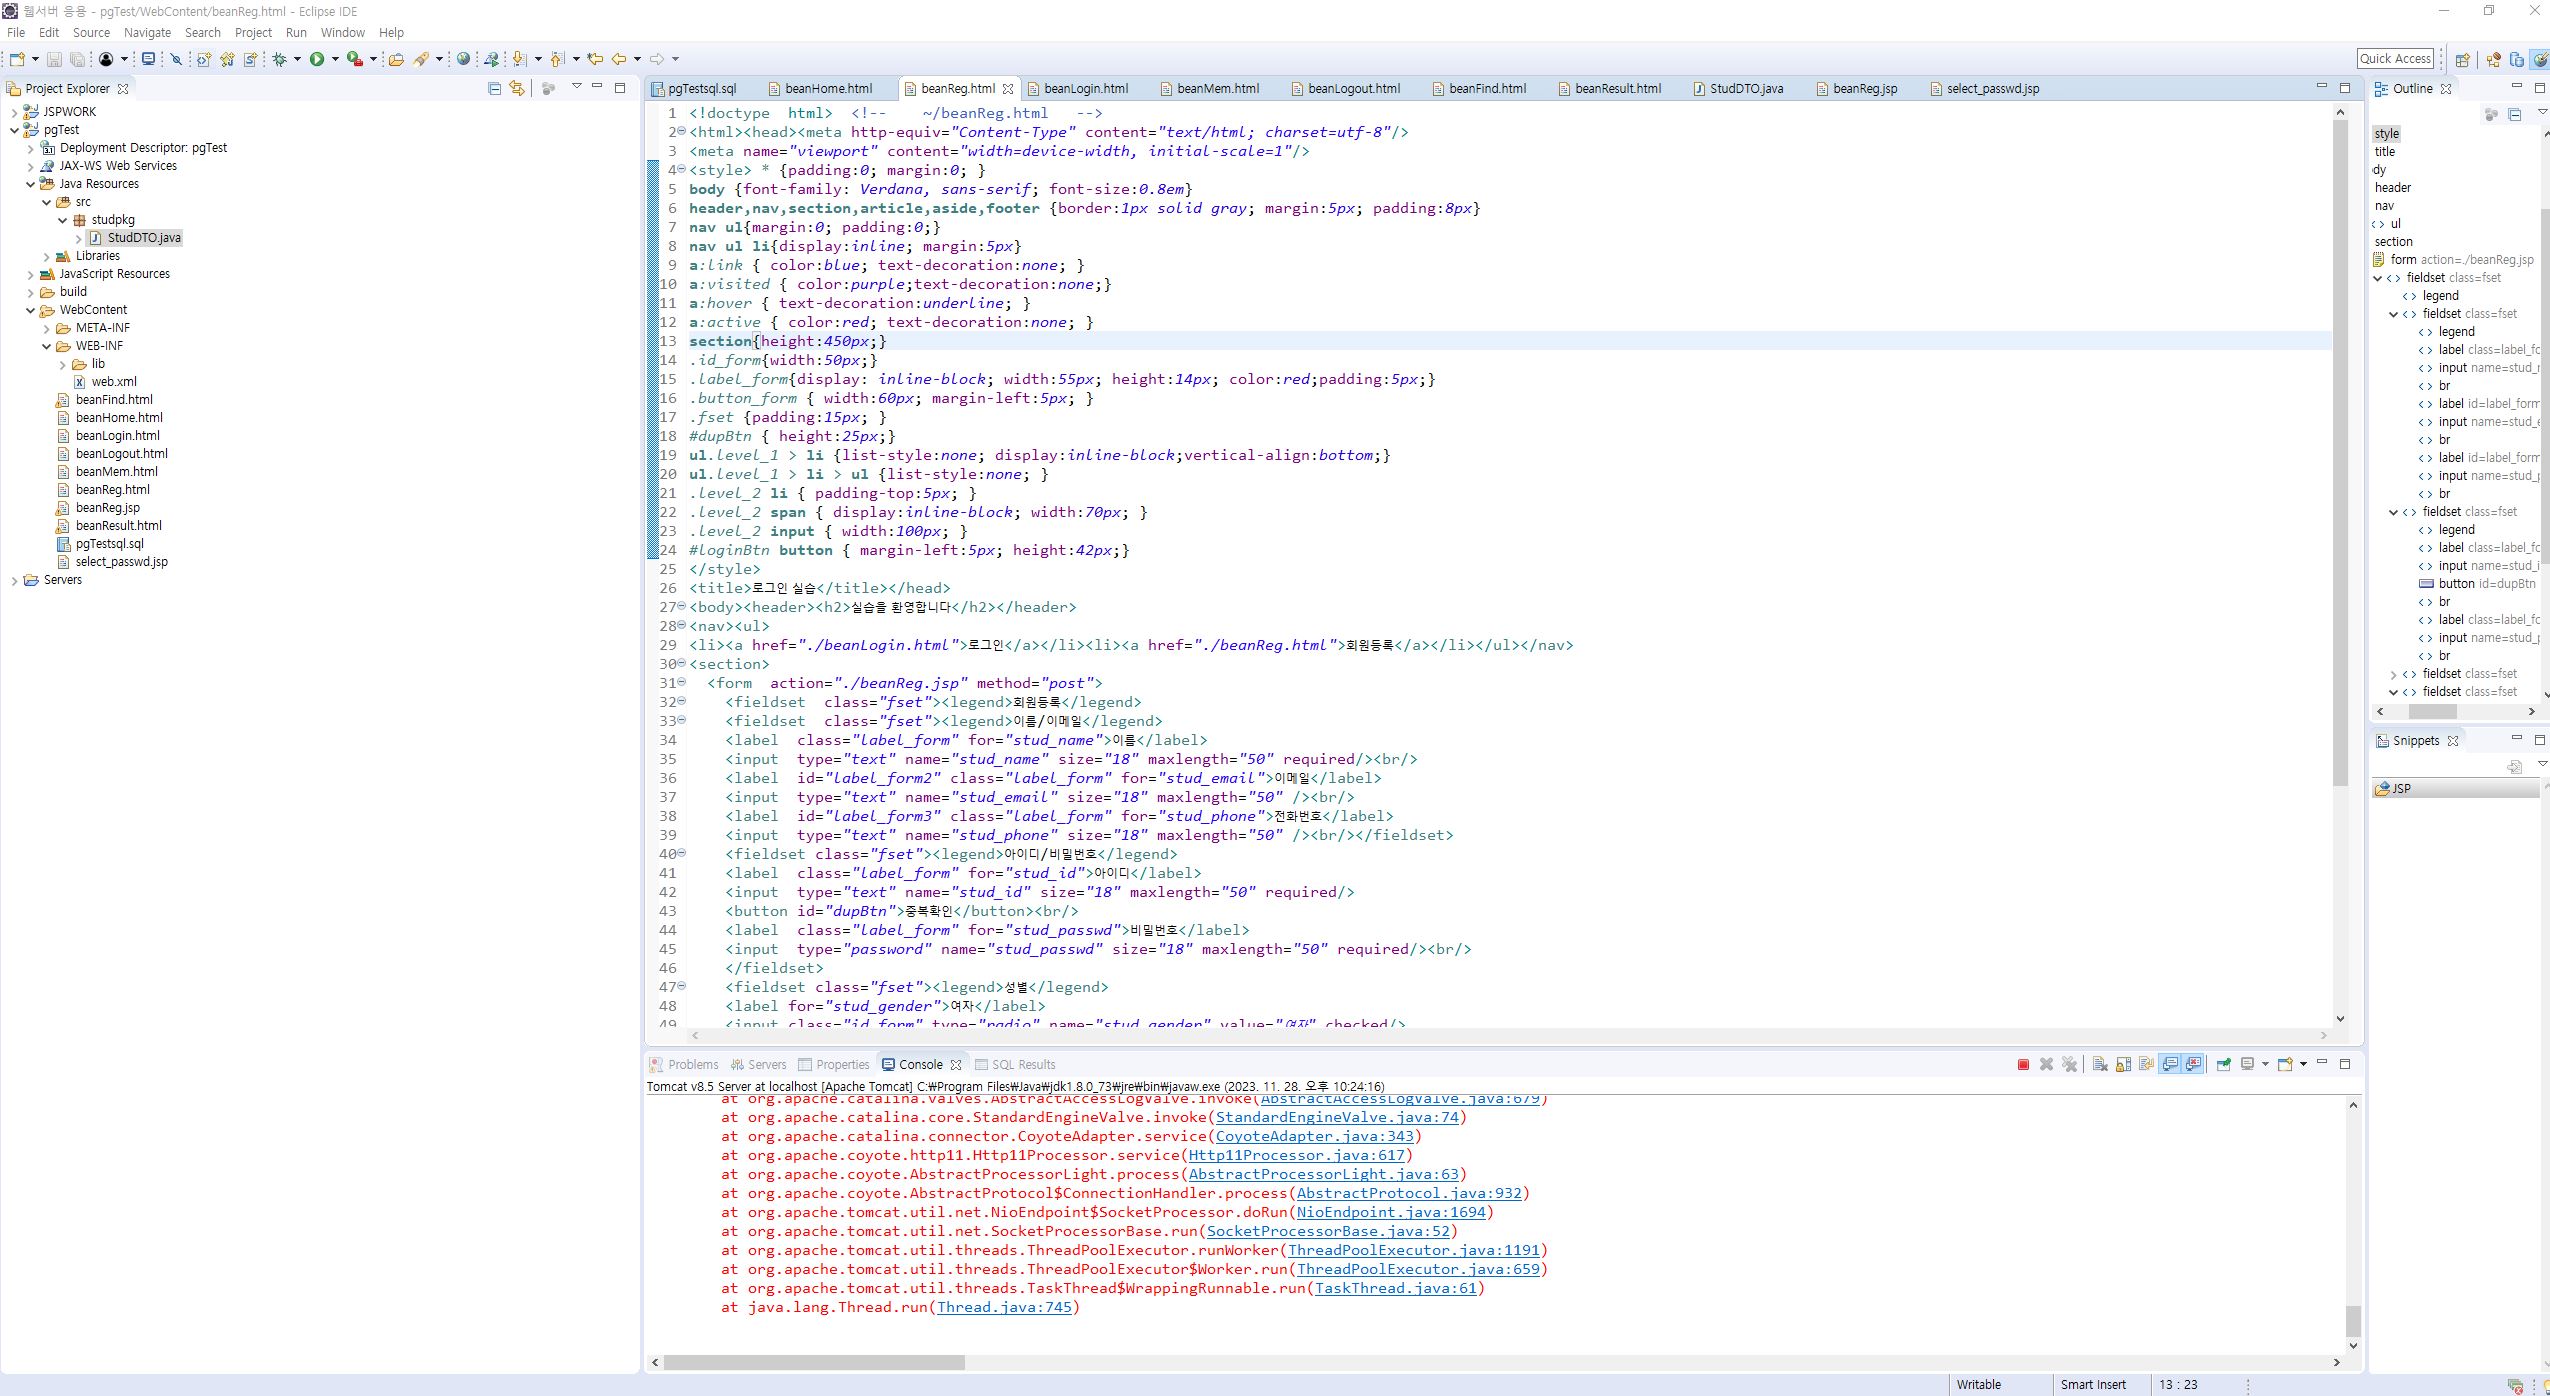 웹서버 응용 - pgTest/WebContent/beanReg.html - Eclipse IDE
File Edit Source Navigate Search Project Run Window Help
Quick Access
Project Explorer
JSPWORK
pgTest
Deployment Descriptor: pgTest
JAX-WS Web Services
Java Resources
src
studpkg
StudDTO.java
Libraries
JavaScript Resources
build
WebContent
META-INF
WEB-INF
lib
web.xml
beanFind.html
beanHome.html
beanLogin.html
beanLogout.html
beanMem.html
beanReg.html
beanReg.jsp
beanResult.html
pgTestsql.sql
select_passwd.jsp
Servers
pgTestsql.sql beanHome.html beanReg.html beanLogin.html beanMem.html beanLogout.html beanFind.html beanResult.html StudDTO.java beanReg.jsp select_passwd.jsp
1 <!doctype  html>  <!--    ~/beanReg.html   -->
2 <html><head><meta http-equiv="Content-Type" content="text/html; charset=utf-8"/>
3 <meta name="viewport" content="width=device-width, initial-scale=1"/>
4 <style> * {padding:0; margin:0; }
5 body {font-family: Verdana, sans-serif; font-size:0.8em}
6 header,nav,section,article,aside,footer {border:1px solid gray; margin:5px; padding:8px}
7 nav ul{margin:0; padding:0;}
8 nav ul li{display:inline; margin:5px}
9 a:link { color:blue; text-decoration:none; }
10 a:visited { color:purple;text-decoration:none;}
11 a:hover { text-decoration:underline; }
12 a:active { color:red; text-decoration:none; }
13 section{height:450px;}
14 .id_form{width:50px;}
15 .label_form{display: inline-block; width:55px; height:14px; color:red;padding:5px;}
16 .button_form { width:60px; margin-left:5px; }
17 .fset {padding:15px; }
18 #dupBtn { height:25px;}
19 ul.level_1 > li {list-style:none; display:inline-block;vertical-align:bottom;}
20 ul.level_1 > li > ul {list-style:none; }
21 .level_2 li { padding-top:5px; }
22 .level_2 span { display:inline-block; width:70px; }
23 .level_2 input { width:100px; }
24 #loginBtn button { margin-left:5px; height:42px;}
25 </style>
26 <title>로그인 실습</title></head>
27 <body><header><h2>실습을 환영합니다</h2></header>
28 <nav><ul>
29 <li><a href="./beanLogin.html">로그인</a></li><li><a href="./beanReg.html">회원등록</a></li></ul></nav>
30 <section>
31   <form  action="./beanReg.jsp" method="post">
32     <fieldset  class="fset"><legend>회원등록</legend>
33     <fieldset  class="fset"><legend>이름/이메일</legend>
34     <label  class="label_form" for="stud_name">이름</label>
35     <input  type="text" name="stud_name" size="18" maxlength="50" required/><br/>
36     <label  id="label_form2" class="label_form" for="stud_email">이메일</label>
37     <input  type="text" name="stud_email" size="18" maxlength="50" /><br/>
38     <label  id="label_form3" class="label_form" for="stud_phone">전화번호</label>
39     <input  type="text" name="stud_phone" size="18" maxlength="50" /><br/></fieldset>
40     <fieldset class="fset"><legend>아이디/비밀번호</legend>
41     <label  class="label_form" for="stud_id">아이디</label>
42     <input  type="text" name="stud_id" size="18" maxlength="50" required/>
43     <button id="dupBtn">중복확인</button><br/>
44     <label  class="label_form" for="stud_passwd">비밀번호</label>
45     <input  type="password" name="stud_passwd" size="18" maxlength="50" required/><br/>
46     </fieldset>
47     <fieldset class="fset"><legend>성별</legend>
48     <label for="stud_gender">여자</label>
49     <input class="id_form" type="radio" name="stud_gender" value="여자" checked/>
Outline
style
title
dy
header
nav
ul
section
form action=./beanReg.jsp
fieldset class=fset
legend
fieldset class=fset
legend
label class=label_fo
input name=stud_
br
label id=label_form
input name=stud_e
br
label id=label_form
input name=stud_p
br
fieldset class=fset
legend
label class=label_fo
input name=stud_i
button id=dupBtn
br
label class=label_fo
input name=stud_p
br
fieldset class=fset
fieldset class=fset
Snippets
JSP
Problems Servers Properties Console SQL Results
Tomcat v8.5 Server at localhost [Apache Tomcat] C:₩Program Files₩Java₩jdk1.8.0_73₩jre₩bin₩javaw.exe (2023. 11. 28. 오후 10:24:16)
at org.apache.catalina.valves.AbstractAccessLogValve.invoke(AbstractAccessLogValve.java:679)
at org.apache.catalina.core.StandardEngineValve.invoke(StandardEngineValve.java:74)
at org.apache.catalina.connector.CoyoteAdapter.service(CoyoteAdapter.java:343)
at org.apache.coyote.http11.Http11Processor.service(Http11Processor.java:617)
at org.apache.coyote.AbstractProcessorLight.process(AbstractProcessorLight.java:63)
at org.apache.coyote.AbstractProtocol$ConnectionHandler.process(AbstractProtocol.java:932)
at org.apache.tomcat.util.net.NioEndpoint$SocketProcessor.doRun(NioEndpoint.java:1694)
at org.apache.tomcat.util.net.SocketProcessorBase.run(SocketProcessorBase.java:52)
at org.apache.tomcat.util.threads.ThreadPoolExecutor.runWorker(ThreadPoolExecutor.java:1191)
at org.apache.tomcat.util.threads.ThreadPoolExecutor$Worker.run(ThreadPoolExecutor.java:659)
at org.apache.tomcat.util.threads.TaskThread$WrappingRunnable.run(TaskThread.java:61)
at java.lang.Thread.run(Thread.java:745)
Writable Smart Insert 13 : 23